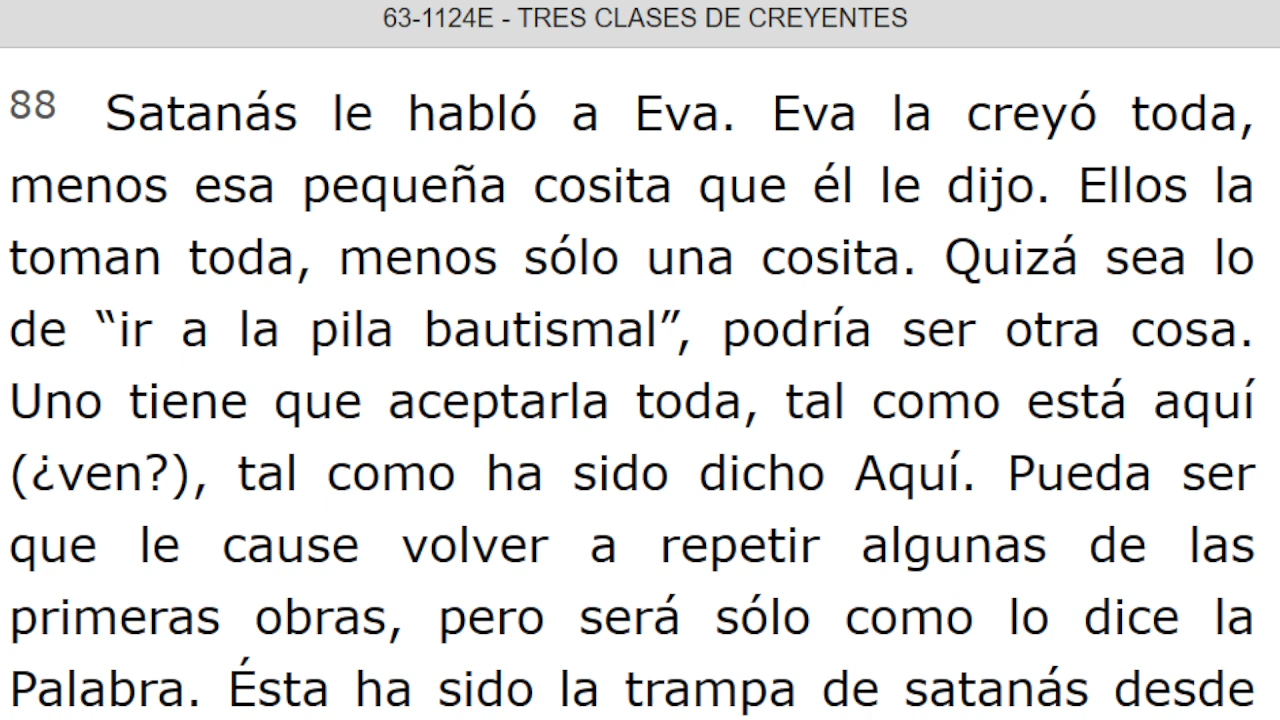 63-1124E - TRES CLASES DE CREYENTES
88 Satanás le habló a Eva. Eva la creyó toda,
menos esa pequeña cosita que él le dijo. Ellos la
toman toda, menos sólo una cosita. Quizá sea lo
de “ir a la pila bautismal”, podría ser otra cosa.
Uno tiene que aceptarla toda, tal como está aquí
(¿ven?), tal como ha sido dicho Aquí. Pueda ser
que le cause volver a repetir algunas de las
primeras obras, pero será sólo como lo dice la
Palabra. Ésta ha sido la trampa de satanás desde